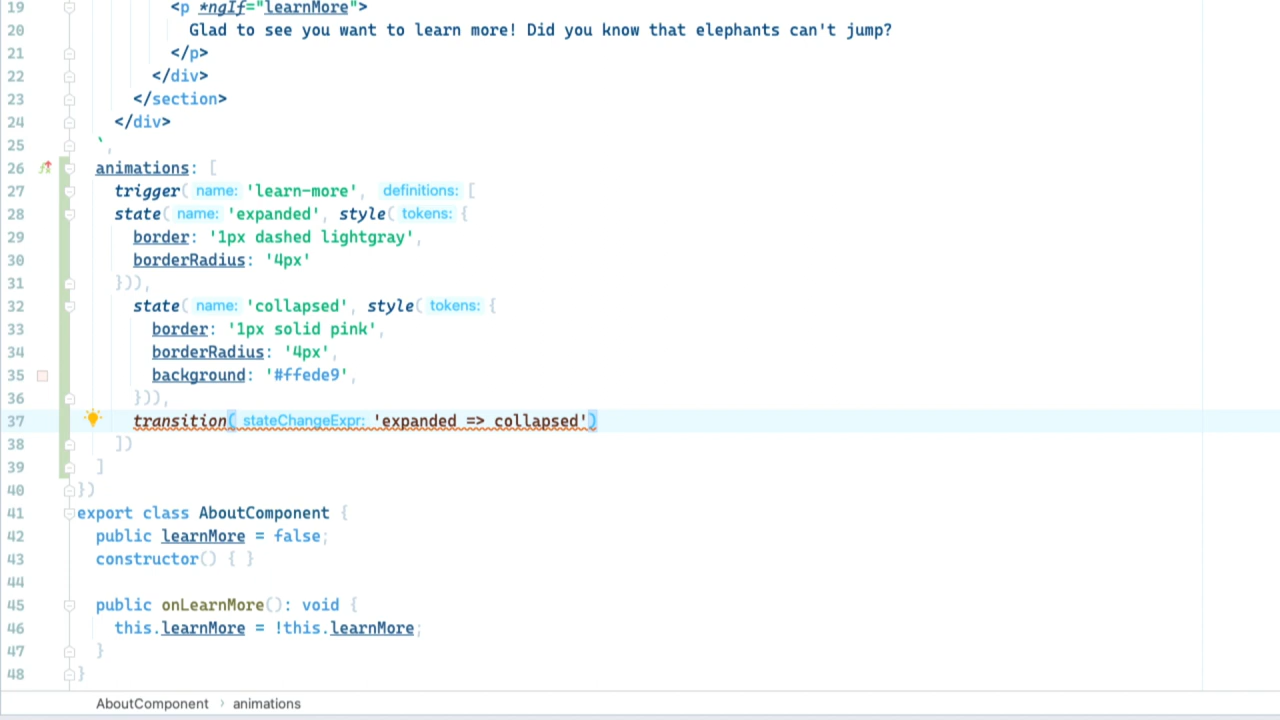 19 <p *ngIf="learnMore">
20 Glad to see you want to learn more! Did you know that elephants can't jump?
21 </p>
22 </div>
23 </section>
24 </div>
25 `,
26 animations: [
27 trigger( name: 'learn-more', definitions: [
28 state( name: 'expanded', style( tokens: {
29 border: '1px dashed lightgray',
30 borderRadius: '4px'
31 })),
32 state( name: 'collapsed', style( tokens: {
33 border: '1px solid pink',
34 borderRadius: '4px',
35 background: '#ffede9',
36 })),
37 transition( stateChangeExpr: 'expanded => collapsed')
38 ])
39 ]
40 })
41 export class AboutComponent {
42 public learnMore = false;
43 constructor() { }
44
45 public onLearnMore(): void {
46 this.learnMore = !this.learnMore;
47 }
48 }
AboutComponent › animations